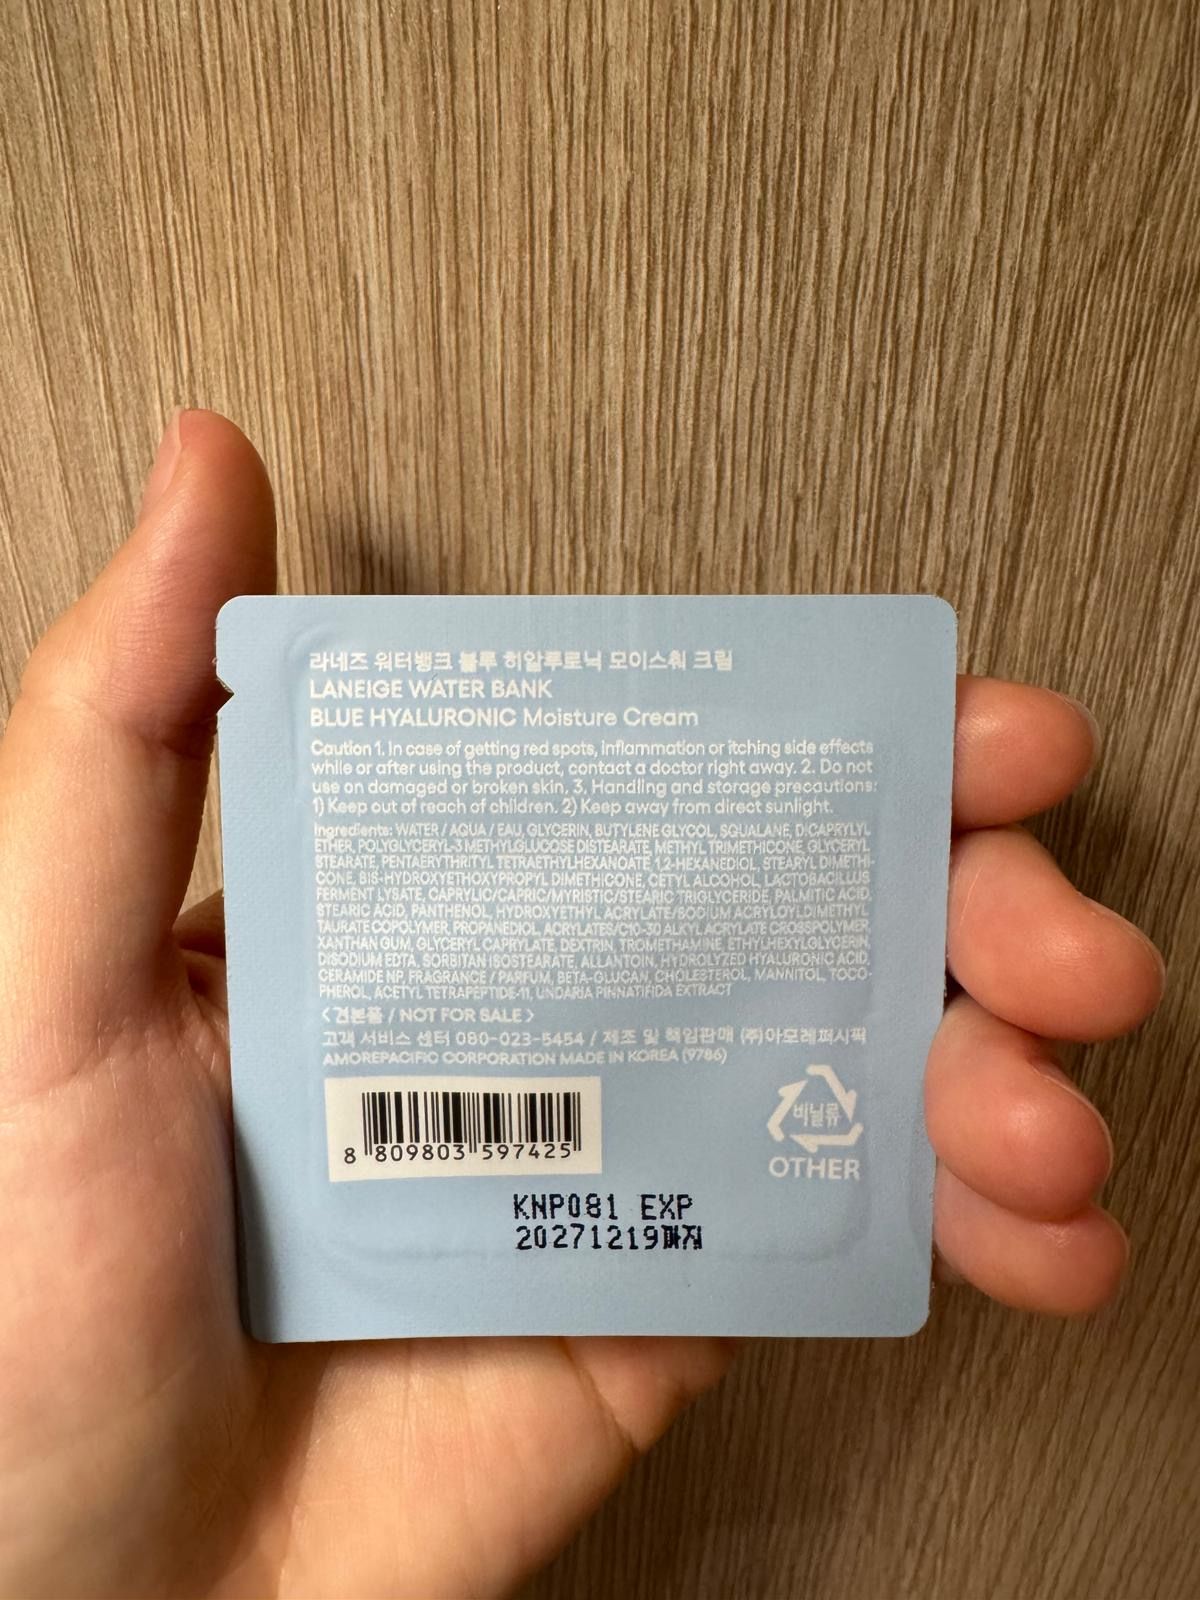 라네즈 워터뱅크 블루 히알루로닉 모이스춰 크림
LANEIGE WATER BANK
BLUE HYALURONIC Moisture Cream
Caution 1. In case of getting red spots, inflammation or itching side effects
while or after using the product, contact a doctor right away. 2. Do not
use on damaged or broken skin. 3. Handling and storage precautions:
1) Keep out of reach of children. 2) Keep away from direct sunlight.
Ingredients: WATER / AQUA / EAU, GLYCERIN, BUTYLENE GLYCOL, SQUALANE, DICAPRYLYL
ETHER, POLYGLYCERYL-3 METHYLGLUCOSE DISTEARATE, METHYL TRIMETHICONE, GLYCERYL
STEARATE, PENTAERYTHRITYL TETRAETHYLHEXANOATE, 1,2-HEXANEDIOL, STEARYL DIMETHI-
CONE, BIS-HYDROXYETHOXYPROPYL DIMETHICONE, CETYL ALCOHOL, LACTOBACILLUS
FERMENT LYSATE, CAPRYLIC/CAPRIC/MYRISTIC/STEARIC TRIGLYCERIDE, PALMITIC ACID,
STEARIC ACID, PANTHENOL, HYDROXYETHYL ACRYLATE/SODIUM ACRYLOYLDIMETHYL
TAURATE COPOLYMER, PROPANEDIOL, ACRYLATES/C10-30 ALKYL ACRYLATE CROSSPOLYMER,
XANTHAN GUM, GLYCERYL CAPRYLATE, DEXTRIN, TROMETHAMINE, ETHYLHEXYLGLYCERIN,
DISODIUM EDTA, SORBITAN ISOSTEARATE, ALLANTOIN, HYDROLYZED HYALURONIC ACID,
CERAMIDE NP, FRAGRANCE / PARFUM, BETA-GLUCAN, CHOLESTEROL, MANNITOL, TOCO-
PHEROL, ACETYL TETRAPEPTIDE-11, UNDARIA PINNATIFIDA EXTRACT
<견본품 / NOT FOR SALE>
고객 서비스 센터 080-023-5454 / 제조 및 책임판매 (주)아모레퍼시픽
AMOREPACIFIC CORPORATION MADE IN KOREA (9786)
비닐류
OTHER
8 809803 597425
KNP081 EXP
20271219까지